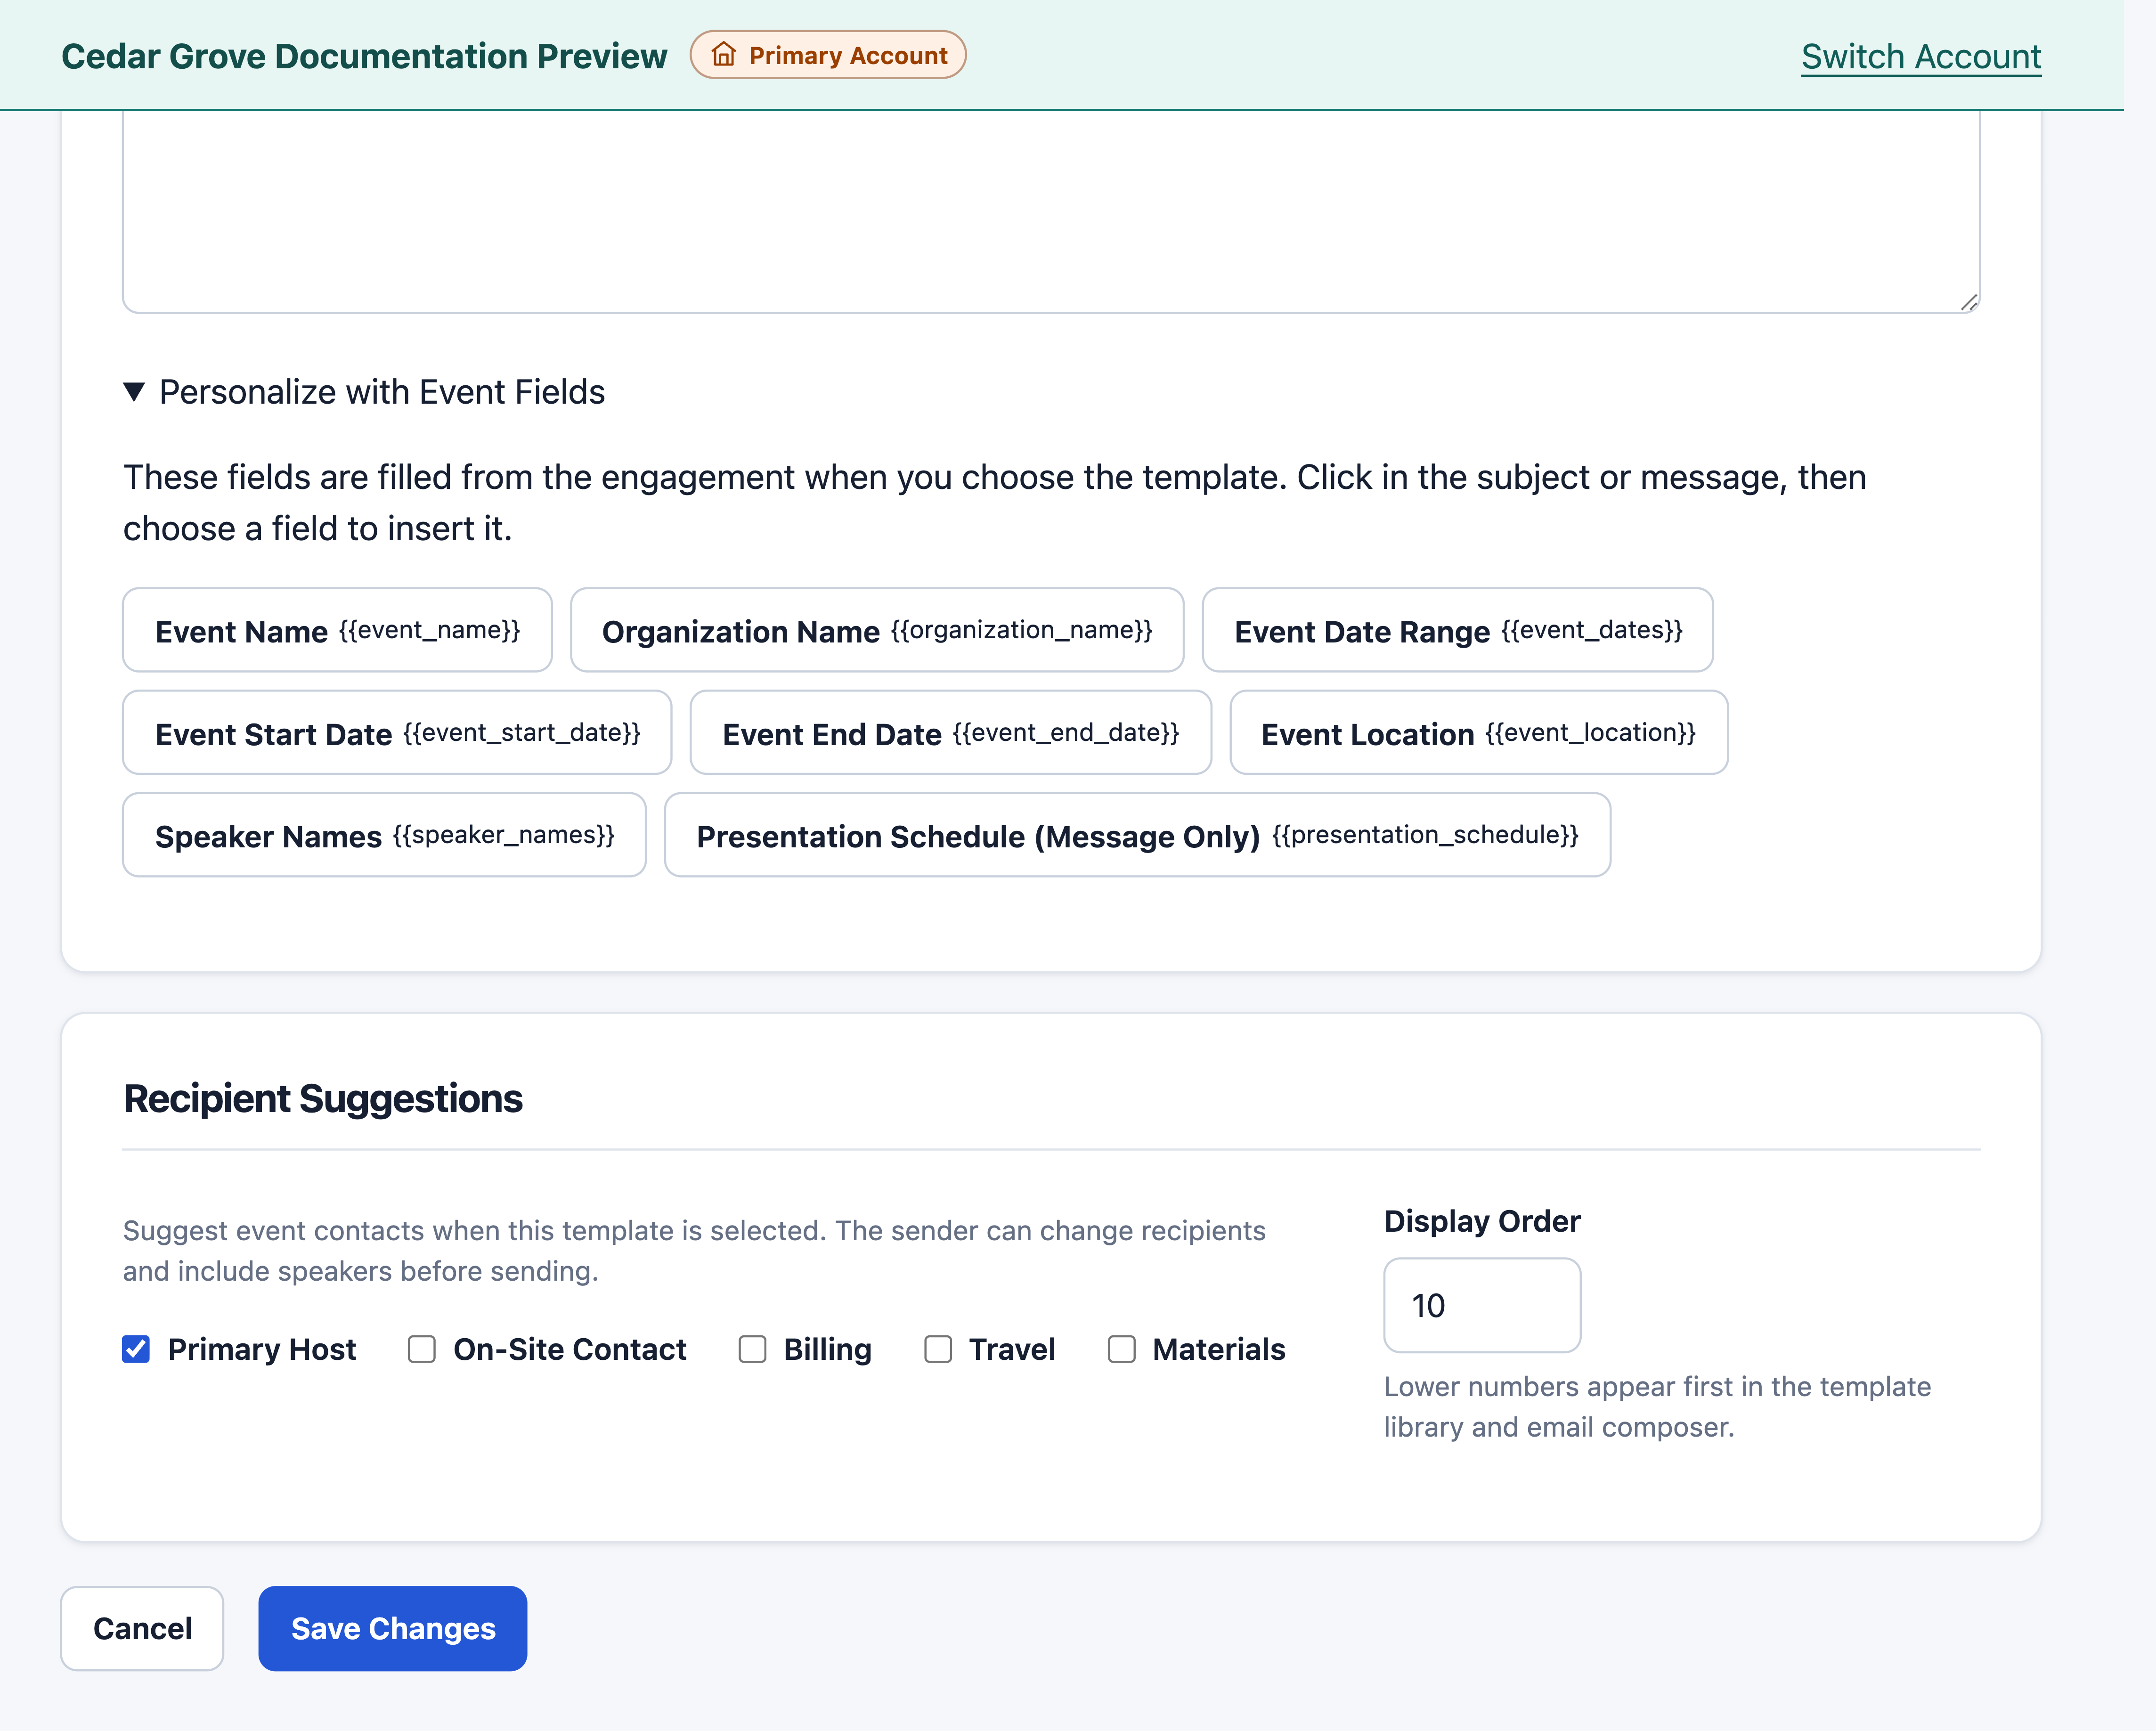 Cedar Grove Documentation Preview Primary Account Switch Account
Personalize with Event Fields
These fields are filled from the engagement when you choose the template. Click in the subject or message, then
choose a field to insert it.
Event Name {{event_name}} Organization Name {{organization_name}} Event Date Range {{event_dates}}
Event Start Date {{event_start_date}} Event End Date {{event_end_date}} Event Location {{event_location}}
Speaker Names {{speaker_names}} Presentation Schedule (Message Only) {{presentation_schedule}}
Recipient Suggestions
Suggest event contacts when this template is selected. The sender can change recipients
and include speakers before sending.
Primary Host On-Site Contact Billing Travel Materials
Display Order
10
Lower numbers appear first in the template
library and email composer.
Cancel Save Changes